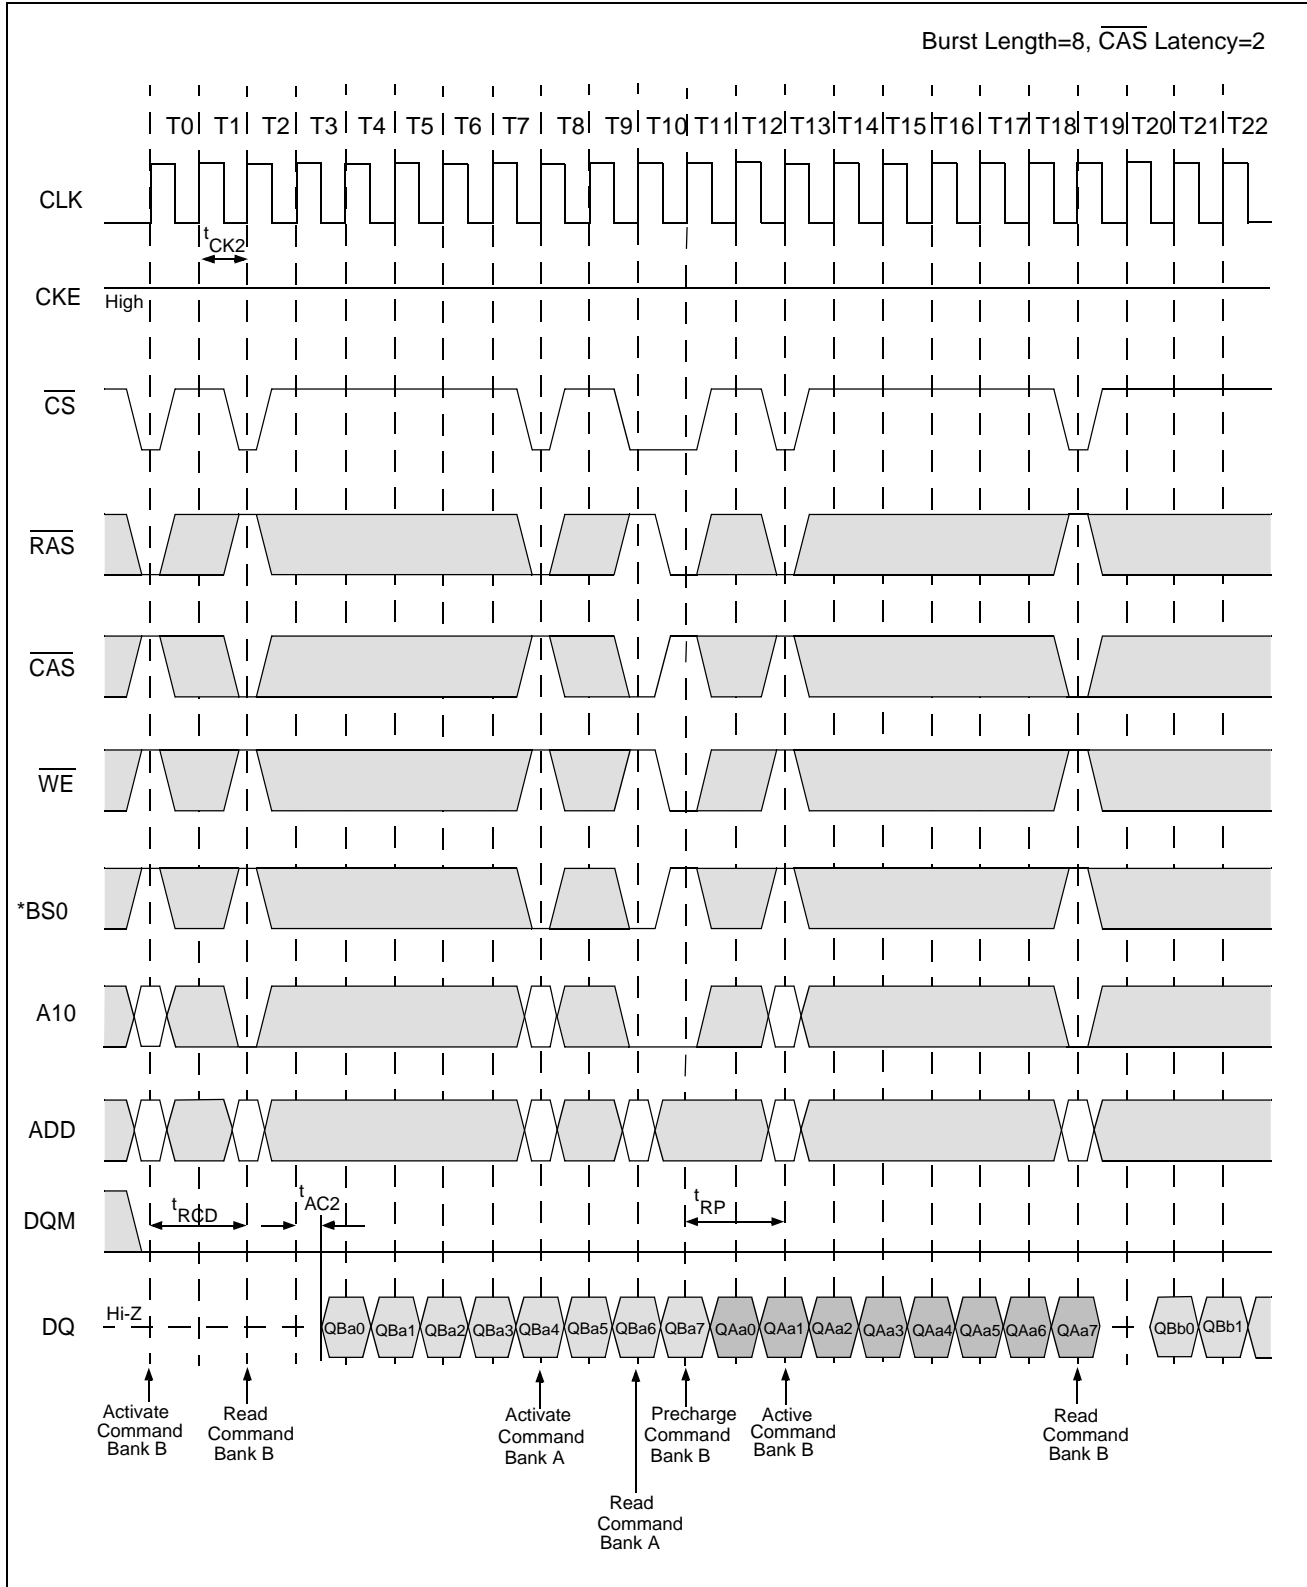 Burst Length=8, CAS Latency=2
T0 T1 T2 T3 T4 T5 T6 T7 T8 T9 T10 T11 T12 T13 T14 T15 T16 T17 T18 T19 T20 T21 T22
CLK
tCK2
CKE
High
CS
RAS
CAS
WE
*BS0
A10
ADD
DQM
tRCD
tAC2
tRP
DQ
Hi-Z
QBa0 QBa1 QBa2 QBa3 QBa4 QBa5 QBa6 QBa7 QAa0 QAa1 QAa2 QAa3 QAa4 QAa5 QAa6 QAa7 QBb0 QBb1
Activate
Command
Bank B
Read
Command
Bank B
Activate
Command
Bank A
Read
Command
Bank A
Precharge
Command
Bank B
Active
Command
Bank B
Read
Command
Bank B